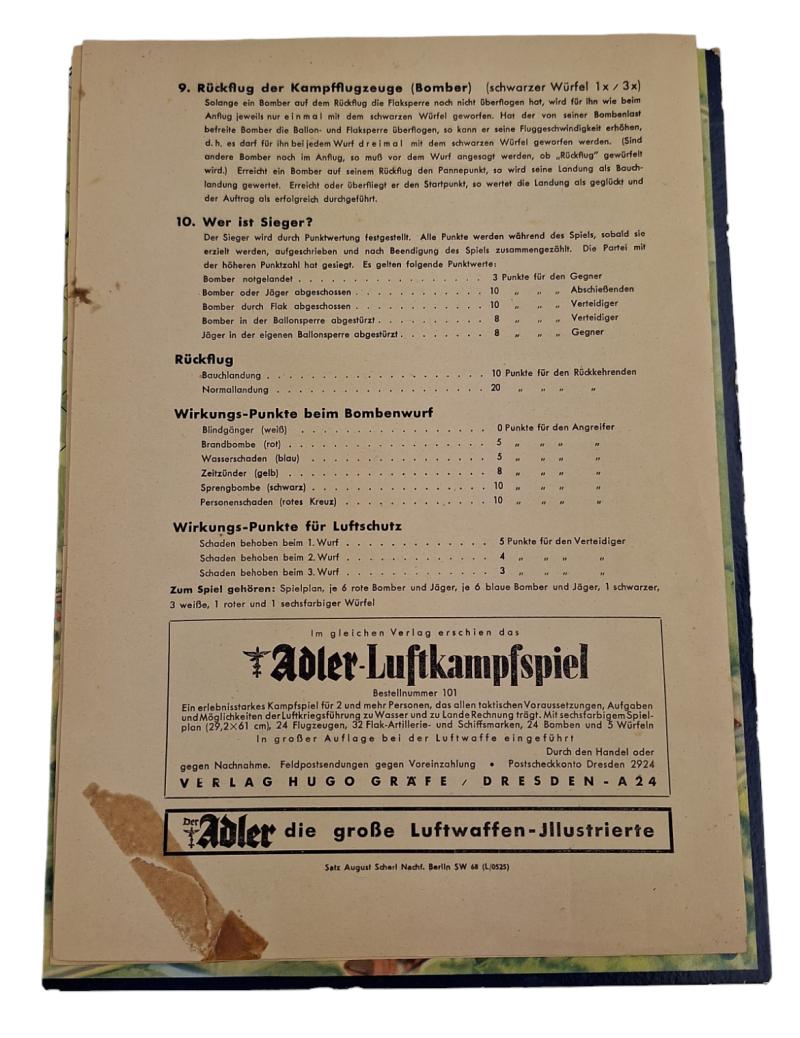 9. Rückflug der Kampfflugzeuge (Bomber) (schwarzer Würfel 1x / 3x)
Solange ein Bomber auf dem Rückflug die Flaksperre noch nicht überflogen hat, wird für ihn wie beim
Anflug jeweils nur einmal mit dem schwarzen Würfel geworfen. Hat der von seiner Bombenlast
befreite Bomber die Ballon- und Flaksperre überflogen, so kann er seine Fluggeschwindigkeit erhöhen,
d. h. es darf für ihn bei jedem Wurf dreimal mit dem schwarzen Würfel geworfen werden. (Sind
andere Bomber noch im Anflug, so muß vor dem Wurf angesagt werden, ob „Rückflug" gewürfelt
wird.) Erreicht ein Bomber auf seinem Rückflug den Pannepunkt, so wird seine Landung als Bauch-
landung gewertet. Erreicht oder überfliegt er den Startpunkt, so wertet die Landung als geglückt und
der Auftrag als erfolgreich durchgeführt.
10. Wer ist Sieger?
Der Sieger wird durch Punktwertung festgestellt. Alle Punkte werden während des Spiels, sobald sie
erzielt werden, aufgeschrieben und nach Beendigung des Spiels zusammengezählt. Die Partei mit
der höheren Punktzahl hat gesiegt. Es gelten folgende Punktwerte:
Bomber notgelandet . . . . . . . . . . . . . . . . . . 3 Punkte für den Gegner
Bomber oder Jäger abgeschossen . . . . . . . . . . . . . 10 „ „ „ Abschießenden
Bomber durch Flak abgeschossen . . . . . . . . . . . . . 10 „ „ „ Verteidiger
Bomber in der Ballonsperre abgestürzt . . . . . . . . . . . 8 „ „ „ Verteidiger
Jäger in der eigenen Ballonsperre abgestürzt . . . . . . . . . 8 „ „ „ Gegner
Rückflug
Bauchlandung . . . . . . . . . . . . . . . . . . . . . 10 Punkte für den Rückkehrenden
Normallandung . . . . . . . . . . . . . . . . . . . . 20 „ „ „ „
Wirkungs-Punkte beim Bombenwurf
Blindgänger (weiß) . . . . . . . . . . . . . . . . . . 0 Punkte für den Angreifer
Brandbombe (rot) . . . . . . . . . . . . . . . . . . . 5 „ „ „ „
Wasserschaden (blau) . . . . . . . . . . . . . . . . . 5 „ „ „ „
Zeitzünder (gelb) . . . . . . . . . . . . . . . . . . . 8 „ „ „ „
Sprengbombe (schwarz) . . . . . . . . . . . . . . . . . 10 „ „ „ „
Personenschaden (rotes Kreuz) . . . . . . . . . . . . . . 10 „ „ „ „
Wirkungs-Punkte für Luftschutz
Schaden behoben beim 1. Wurf . . . . . . . . . . . . . . 5 Punkte für den Verteidiger
Schaden behoben beim 2. Wurf . . . . . . . . . . . . . . 4 „ „ „ „
Schaden behoben beim 3. Wurf . . . . . . . . . . . . . . 3 „ „ „ „
Zum Spiel gehören: Spielplan, je 6 rote Bomber und Jäger, je 6 blaue Bomber und Jäger, 1 schwarzer,
3 weiße, 1 roter und 1 sechsfarbiger Würfel
Im gleichen Verlag erschien das
Adler-Luftkampfspiel
Bestellnummer 101
Ein erlebnisstarkes Kampfspiel für 2 und mehr Personen, das allen taktischen Voraussetzungen, Aufgaben
und Möglichkeiten der Luftkriegsführung zu Wasser und zu Lande Rechnung trägt. Mit sechsfarbigem Spiel-
plan (29,2×61 cm), 24 Flugzeugen, 32 Flak-Artillerie- und Schiffsmarken, 24 Bomben und 5 Würfeln
In großer Auflage bei der Luftwaffe eingeführt
Durch den Handel oder
gegen Nachnahme. Feldpostsendungen gegen Voreinzahlung • Postscheckkonto Dresden 2924
VERLAG HUGO GRÄFE / DRESDEN-A 24
Der Adler die große Luftwaffen-Jllustrierte
Satz August Scherl Nachf. Berlin SW 68 (L/0525)